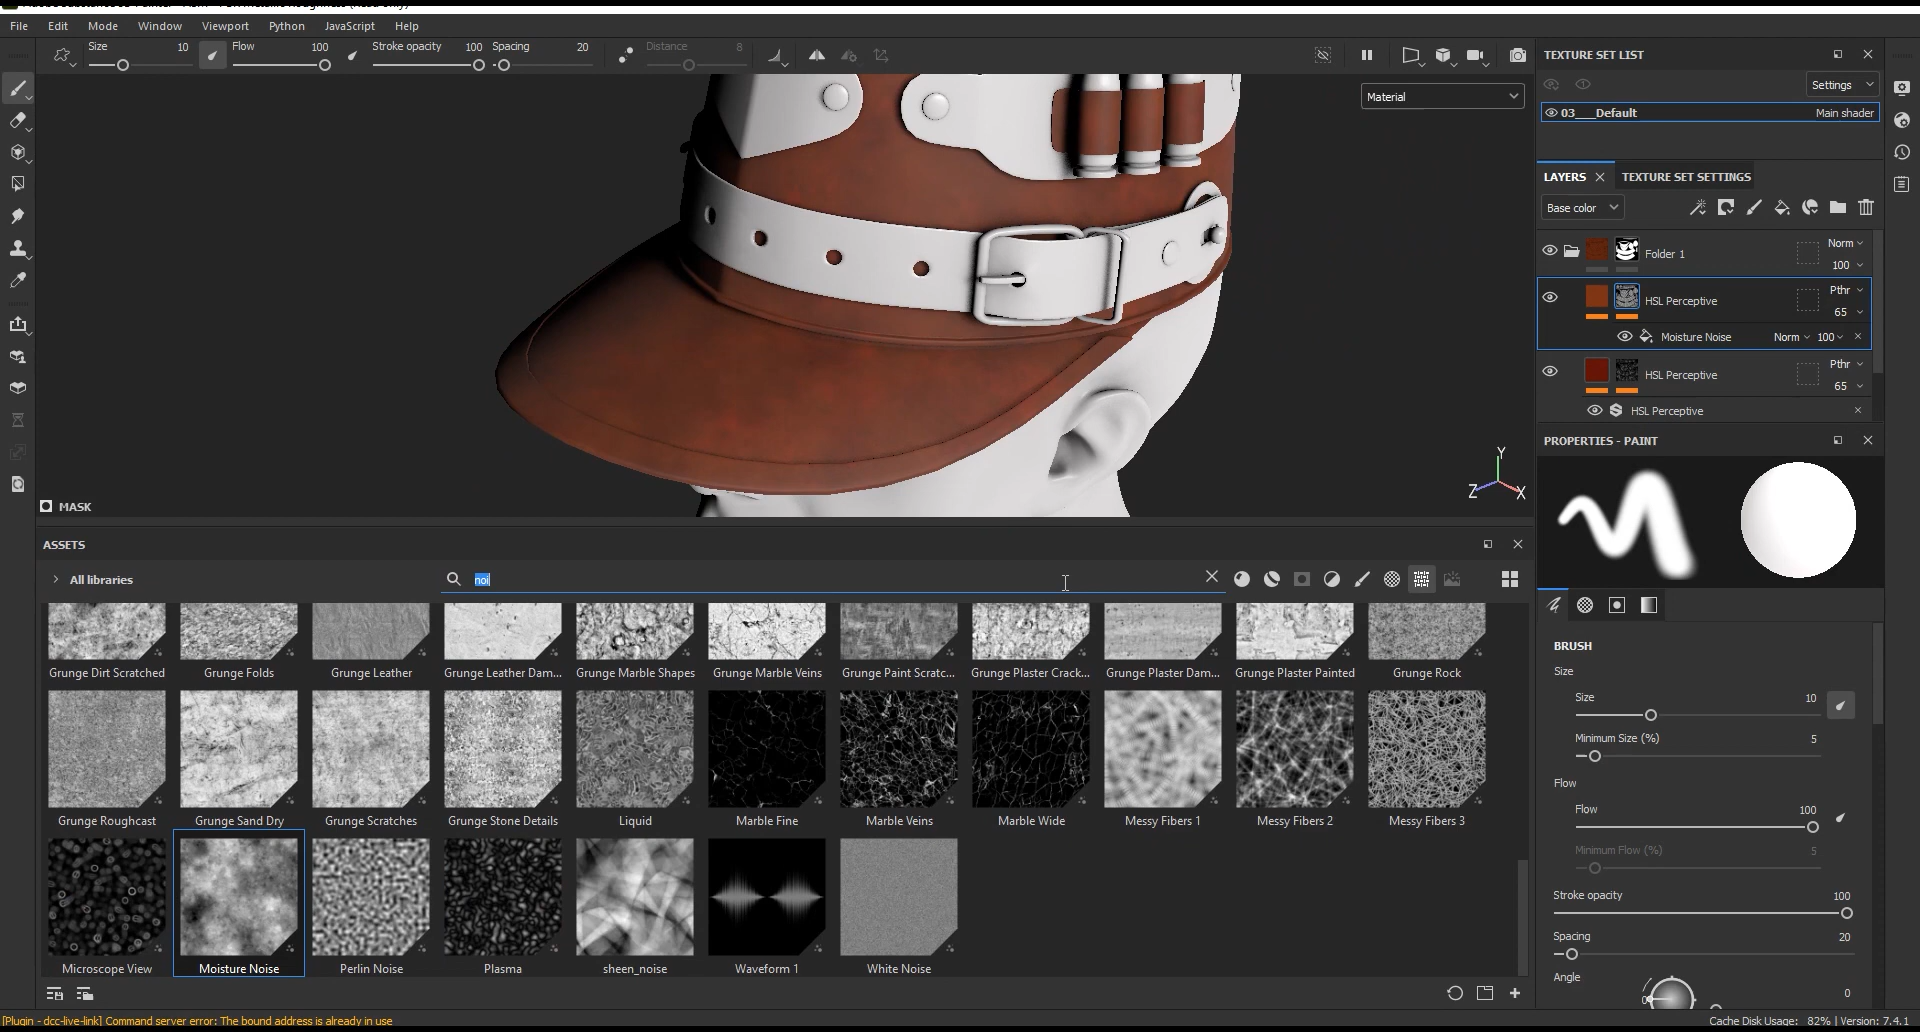 File Edit Mode Window Viewport Python JavaScript Help
Size 10 Flow 100 Stroke opacity 100 Spacing 20 Distance 8
Material
MASK
Y
Z
X
ASSETS
All libraries
noi
Grunge Dirt Scratched
Grunge Folds
Grunge Leather
Grunge Leather Dam...
Grunge Marble Shapes
Grunge Marble Veins
Grunge Paint Scratc...
Grunge Plaster Crack...
Grunge Plaster Dam...
Grunge Plaster Painted
Grunge Rock
Grunge Roughcast
Grunge Sand Dry
Grunge Scratches
Grunge Stone Details
Liquid
Marble Fine
Marble Veins
Marble Wide
Messy Fibers 1
Messy Fibers 2
Messy Fibers 3
Microscope View
Moisture Noise
Perlin Noise
Plasma
sheen_noise
Waveform 1
White Noise
TEXTURE SET LIST
Settings
03___Default Main shader
LAYERS TEXTURE SET SETTINGS
Base color
Folder 1 Norm
100
HSL Perceptive Pthr
65
Moisture Noise Norm 100
HSL Perceptive Pthr
65
HSL Perceptive
PROPERTIES - PAINT
BRUSH
Size
Size 10
Minimum Size (%) 5
Flow
Flow 100
Minimum Flow (%) 5
Stroke opacity 100
Spacing 20
Angle
0 0
[Plugin - dcc-live-link] Command server error: The bound address is already in use
Cache Disk Usage: 82% | Version: 7.4.1